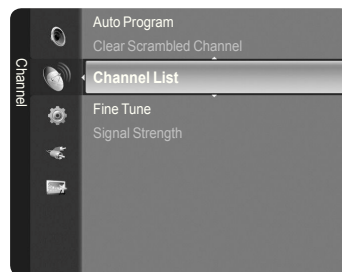 Channel
Auto Program
Clear Scrambled Channel
Channel List
Fine Tune
Signal Strength